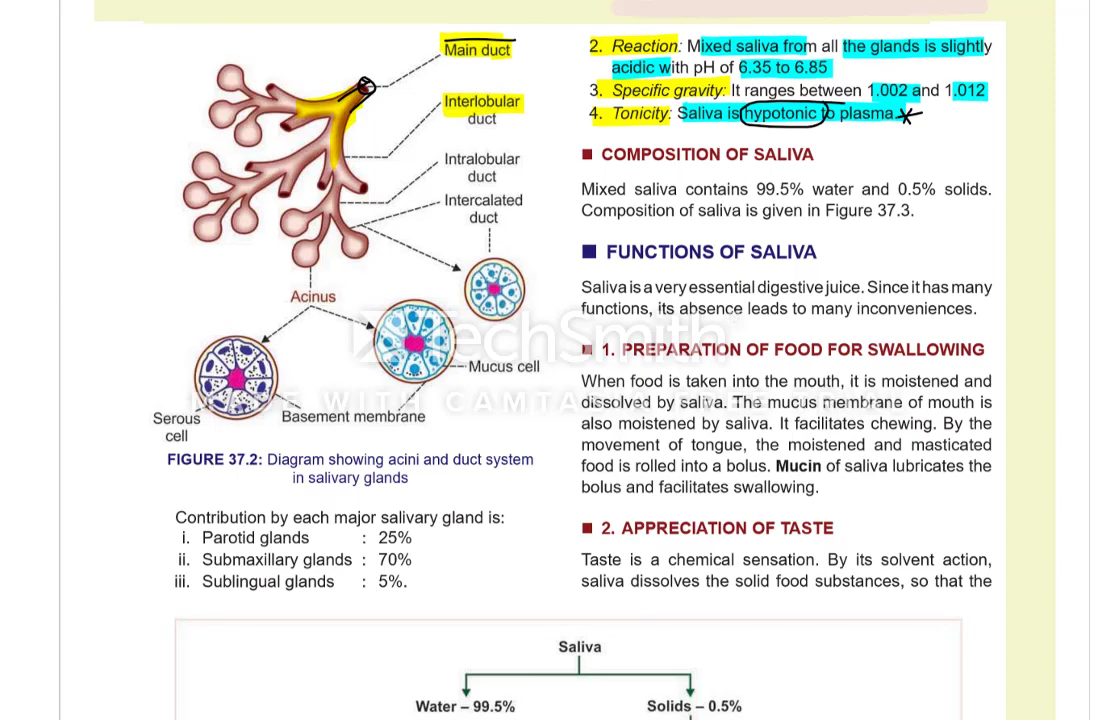 Main duct
Interlobular
duct
Intralobular
duct
Intercalated
duct
Acinus
Mucus cell
Serous
cell
Basement membrane
FIGURE 37.2: Diagram showing acini and duct system
in salivary glands
Contribution by each major salivary gland is:
i. Parotid glands : 25%
ii. Submaxillary glands : 70%
iii. Sublingual glands : 5%.
2. Reaction: Mixed saliva from all the glands is slightly
acidic with pH of 6.35 to 6.85
3. Specific gravity: It ranges between 1.002 and 1.012
4. Tonicity: Saliva is hypotonic to plasma.
COMPOSITION OF SALIVA
Mixed saliva contains 99.5% water and 0.5% solids.
Composition of saliva is given in Figure 37.3.
FUNCTIONS OF SALIVA
Saliva is a very essential digestive juice. Since it has many
functions, its absence leads to many inconveniences.
1. PREPARATION OF FOOD FOR SWALLOWING
When food is taken into the mouth, it is moistened and
dissolved by saliva. The mucus membrane of mouth is
also moistened by saliva. It facilitates chewing. By the
movement of tongue, the moistened and masticated
food is rolled into a bolus. Mucin of saliva lubricates the
bolus and facilitates swallowing.
2. APPRECIATION OF TASTE
Taste is a chemical sensation. By its solvent action,
saliva dissolves the solid food substances, so that the
Saliva
Water – 99.5%
Solids – 0.5%
TechSmith
MADE WITH CAMTASIA FREE TRIAL